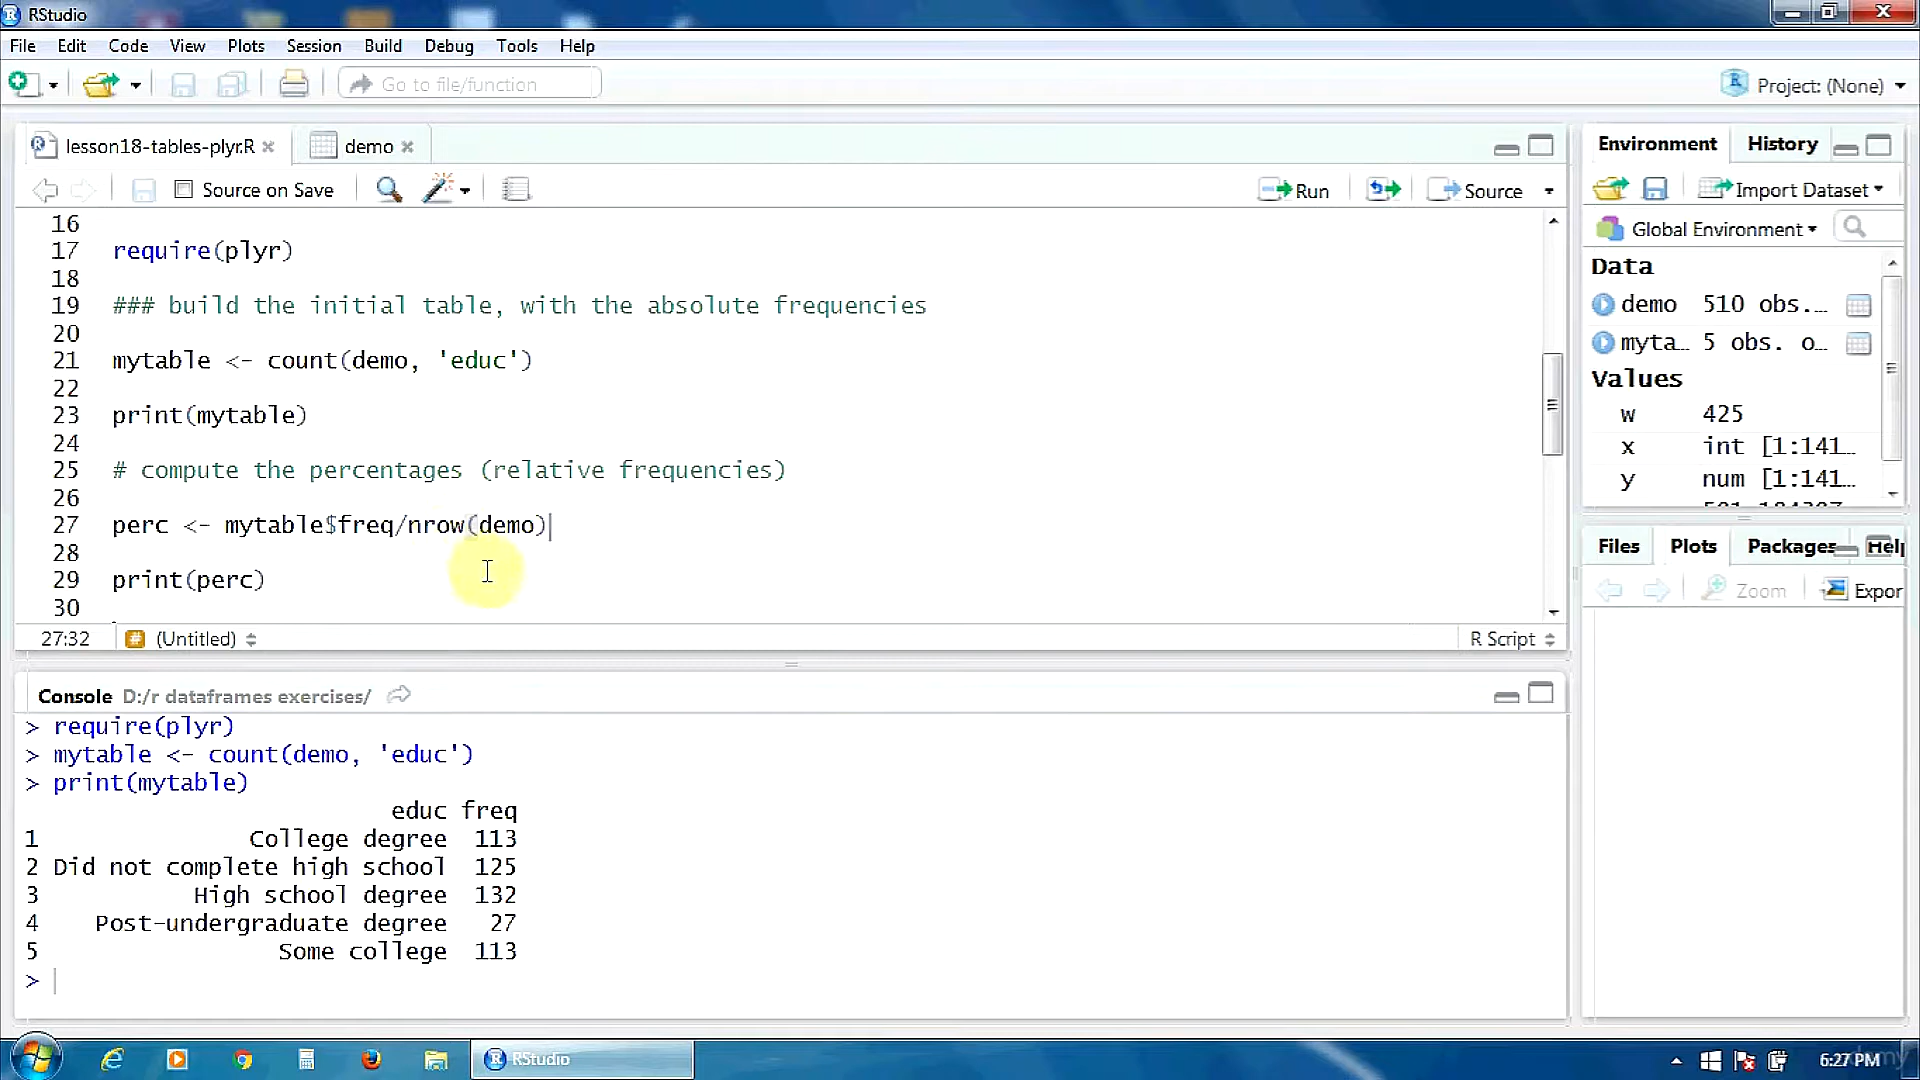 RStudio
File Edit Code View Plots Session Build Debug Tools Help
Go to file/function
Project: (None)
lesson18-tables-plyr.R
demo
Source on Save
Run
Source
16
17 require(plyr)
18
19 ### build the initial table, with the absolute frequencies
20
21 mytable <- count(demo, 'educ')
22
23 print(mytable)
24
25 # compute the percentages (relative frequencies)
26
27 perc <- mytable$freq/nrow(demo)
28
29 print(perc)
30
27:32 (Untitled) R Script
Console D:/r dataframes exercises/
> require(plyr)
> mytable <- count(demo, 'educ')
> print(mytable)
educ freq
1 College degree 113
2 Did not complete high school 125
3 High school degree 132
4 Post-undergraduate degree 27
5 Some college 113
>
Environment History
Import Dataset
Global Environment
Data
demo 510 obs.…
myta… 5 obs. o…
Values
w 425
x int [1:141…
y num [1:141…
Files Plots Packages Help
Zoom Expor
RStudio
6:27 PM